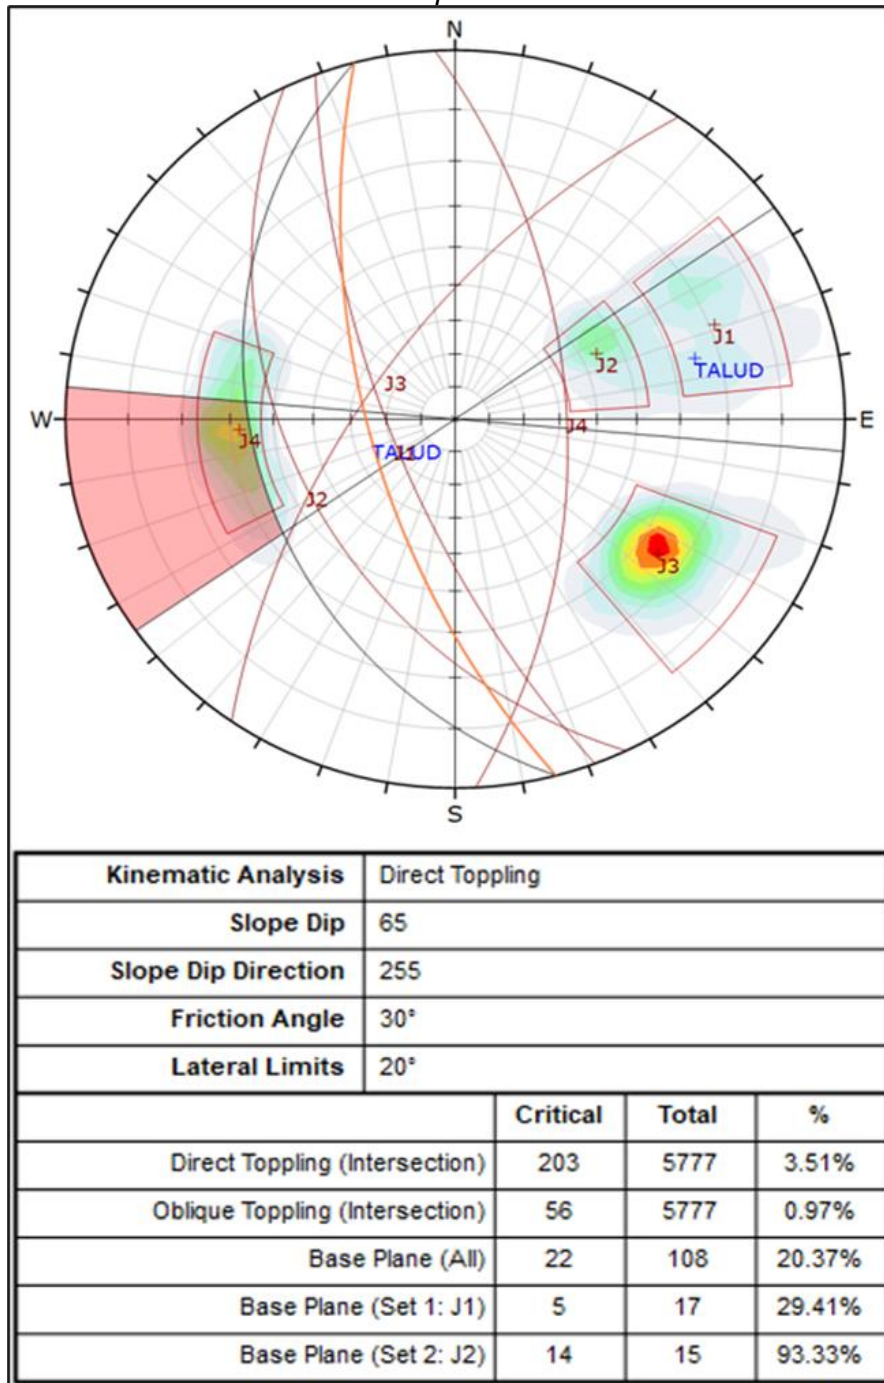 N
J1
J2
TALUD
J3
W
E
J4
J4
TALUD
J1
J2
J3
S
Kinematic Analysis Direct Toppling
Slope Dip 65
Slope Dip Direction 255
Friction Angle 30°
Lateral Limits 20°
Critical Total %
Direct Toppling (Intersection) 203 5777 3.51%
Oblique Toppling (Intersection) 56 5777 0.97%
Base Plane (All) 22 108 20.37%
Base Plane (Set 1: J1) 5 17 29.41%
Base Plane (Set 2: J2) 14 15 93.33%